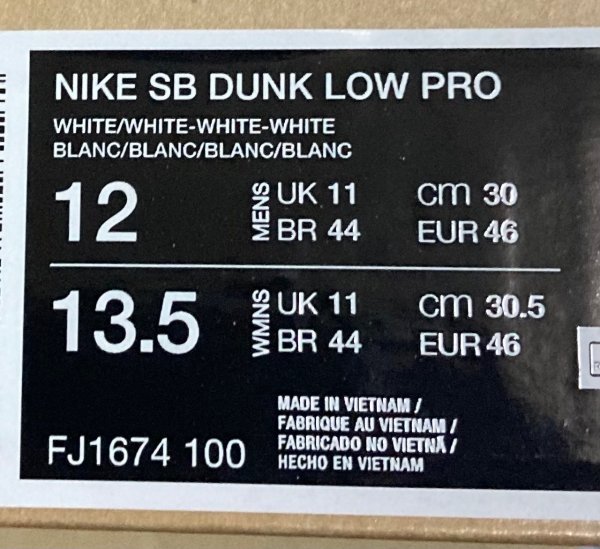 NIKE SB DUNK LOW PRO
WHITE/WHITE-WHITE-WHITE
BLANC/BLANC/BLANC/BLANC
12 MENS UK 11 cm 30
BR 44 EUR 46
13.5 WMNS UK 11 cm 30.5
BR 44 EUR 46
MADE IN VIETNAM /
FABRIQUE AU VIETNAM /
FABRICADO NO VIETNÃ /
HECHO EN VIETNAM
FJ1674 100